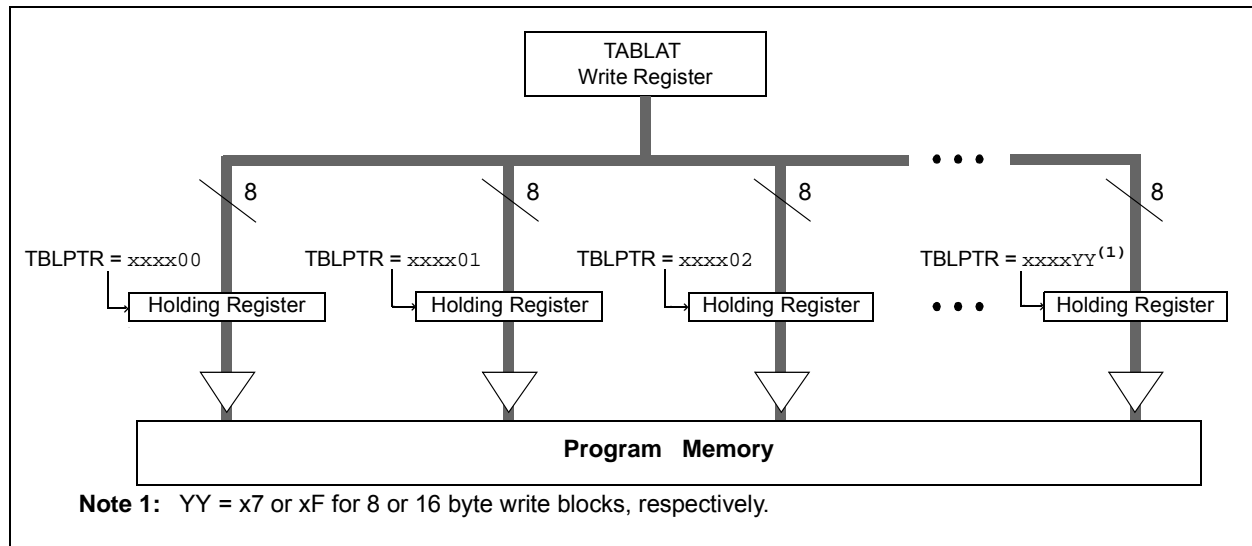 TABLAT
Write Register
8 8 8 8
TBLPTR = xxxx00 TBLPTR = xxxx01 TBLPTR = xxxx02 TBLPTR = xxxxYY(1)
Holding Register Holding Register Holding Register Holding Register
Program Memory
Note 1: YY = x7 or xF for 8 or 16 byte write blocks, respectively.